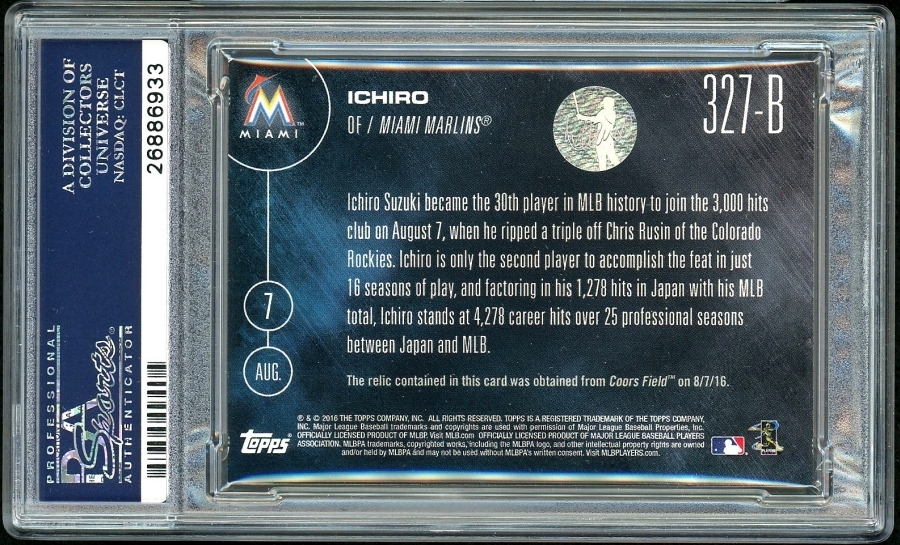 A DIVISION OF
COLLECTORS
UNIVERSE
NASDAQ: CLCT
26886933
PROFESSIONAL
PSA
Sports®
AUTHENTICATOR
MIAMI
ICHIRO
OF / MIAMI MARLINS®
327-B
Ichiro Suzuki became the 30th player in MLB history to join the 3,000 hits
club on August 7, when he ripped a triple off Chris Rusin of the Colorado
Rockies. Ichiro is only the second player to accomplish the feat in just
16 seasons of play, and factoring in his 1,278 hits in Japan with his MLB
total, Ichiro stands at 4,278 career hits over 25 professional seasons
between Japan and MLB.
7
AUG.
The relic contained in this card was obtained from Coors Field™ on 8/7/16.
topps
® & © 2016 THE TOPPS COMPANY, INC. ALL RIGHTS RESERVED. TOPPS IS A REGISTERED TRADEMARK OF THE TOPPS COMPANY,
INC. Major League Baseball trademarks and copyrights are used with permission of Major League Baseball Properties, Inc.
OFFICIALLY LICENSED PRODUCT OF MLBP. Visit MLB.com OFFICIALLY LICENSED PRODUCT OF MAJOR LEAGUE BASEBALL PLAYERS
ASSOCIATION. MLBPA trademarks, copyrighted works, including the MLBPA logo, and other intellectual property rights are owned
and/or held by MLBPA and may not be used without MLBPA's written consent. Visit MLBPLAYERS.com.